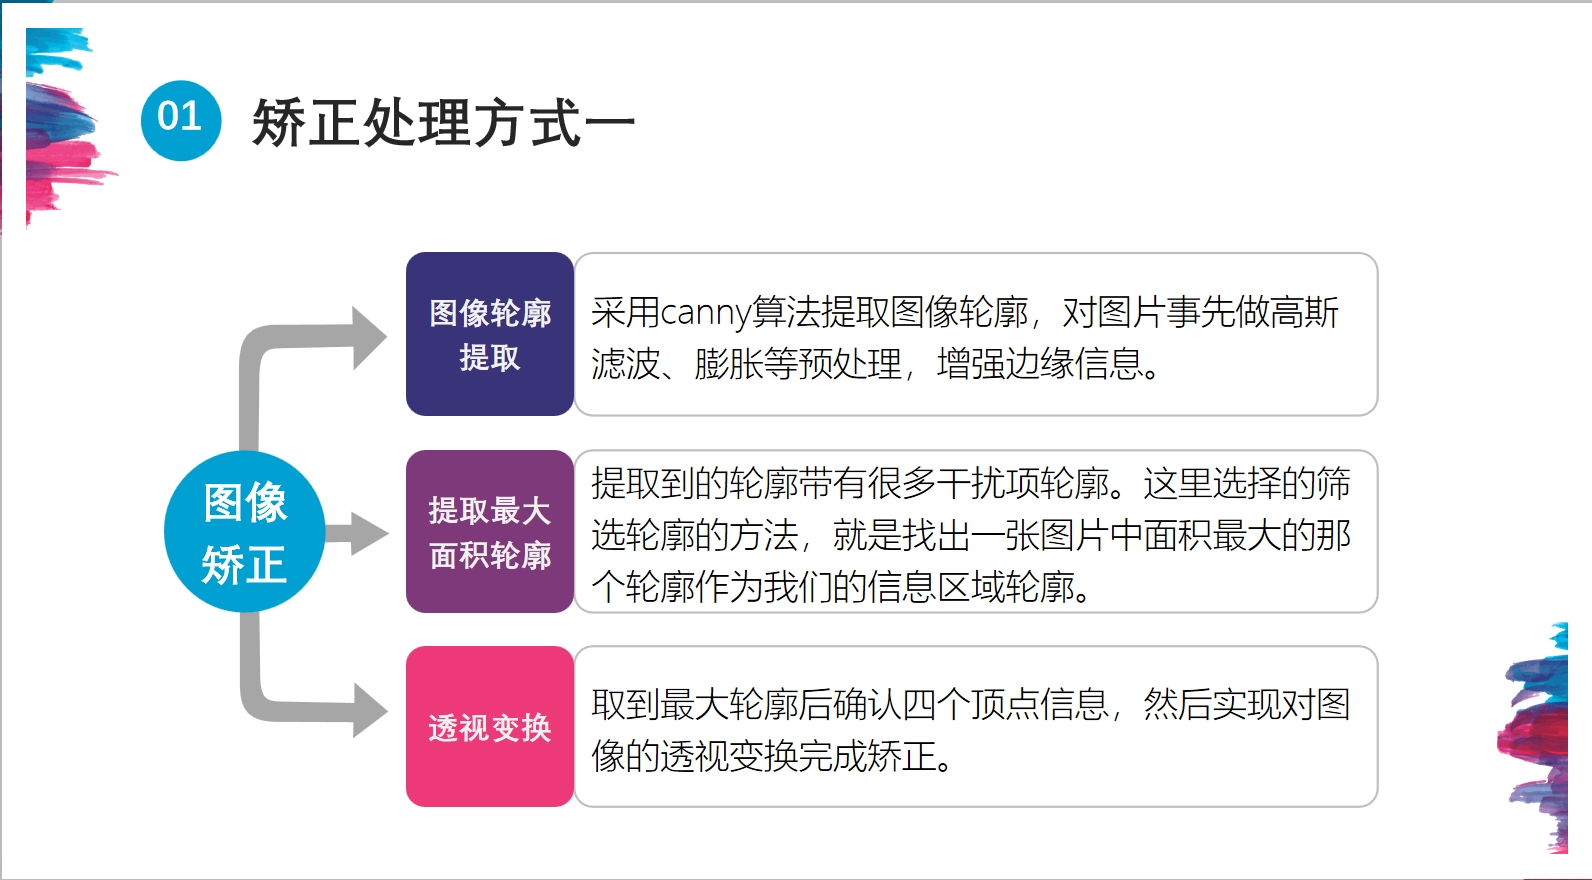 01
矫正处理方式一
图像
矫正
图像轮廓
提取
采用canny算法提取图像轮廓，对图片事先做高斯
滤波、膨胀等预处理，增强边缘信息。
提取最大
面积轮廓
提取到的轮廓带有很多干扰项轮廓。这里选择的筛
选轮廓的方法，就是找出一张图片中面积最大的那
个轮廓作为我们的信息区域轮廓。
透视变换
取到最大轮廓后确认四个顶点信息，然后实现对图
像的透视变换完成矫正。